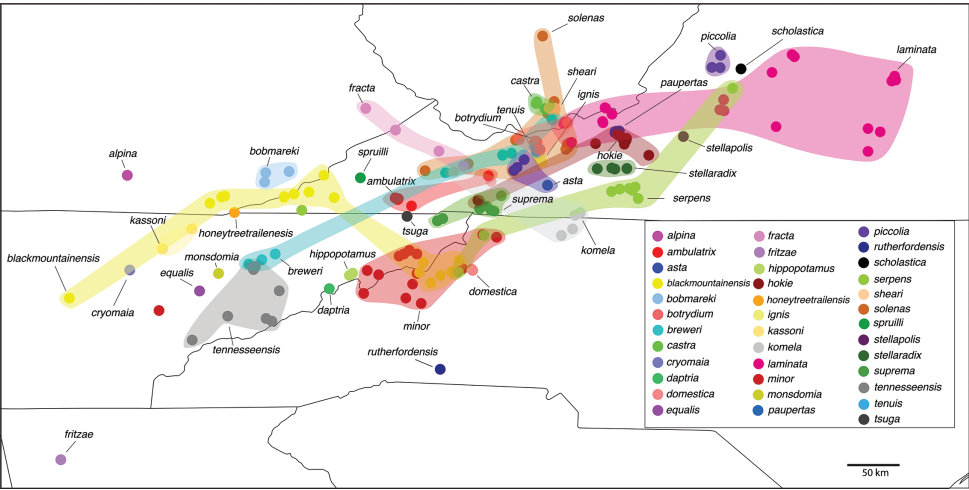 solenas
piccolia
scholastica
laminata
castra
sheari
ignis
paupertas
fracta
tenuis
botrydium
alpina
bobmareki
spruilli
hokie
stellapolis
ambulatrix
asta
stellaradix
suprema
serpens
kassoni
tsuga
honeytreetrailenesis
komela
blackmountainensis
monsdomia
hippopotamus
equalis
breweri
cryomaia
daptria
domestica
minor
tennesseensis
rutherfordensis
fritzae
alpina
ambulatrix
asta
blackmountainensis
bobmareki
botrydium
breweri
castra
cryomaia
daptria
domestica
equalis
fracta
fritzae
hippopotamus
hokie
honeytreetrailensis
ignis
kassoni
komela
laminata
minor
monsdomia
paupertas
piccolia
rutherfordensis
scholastica
serpens
sheari
solenas
spruilli
stellapolis
stellaradix
suprema
tennesseensis
tenuis
tsuga
50 km